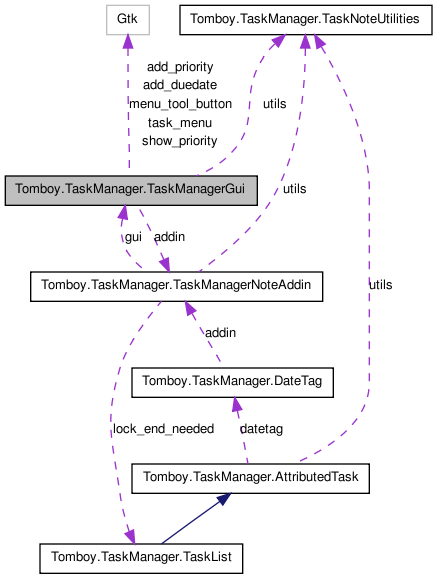 Gtk
Tomboy.TaskManager.TaskNoteUtilities
add_priority
add_duedate
menu_tool_button
task_menu
show_priority
utils
Tomboy.TaskManager.TaskManagerGui
utils
gui
addin
Tomboy.TaskManager.TaskManagerNoteAddin
utils
addin
Tomboy.TaskManager.DateTag
lock_end_needed
datetag
Tomboy.TaskManager.AttributedTask
Tomboy.TaskManager.TaskList